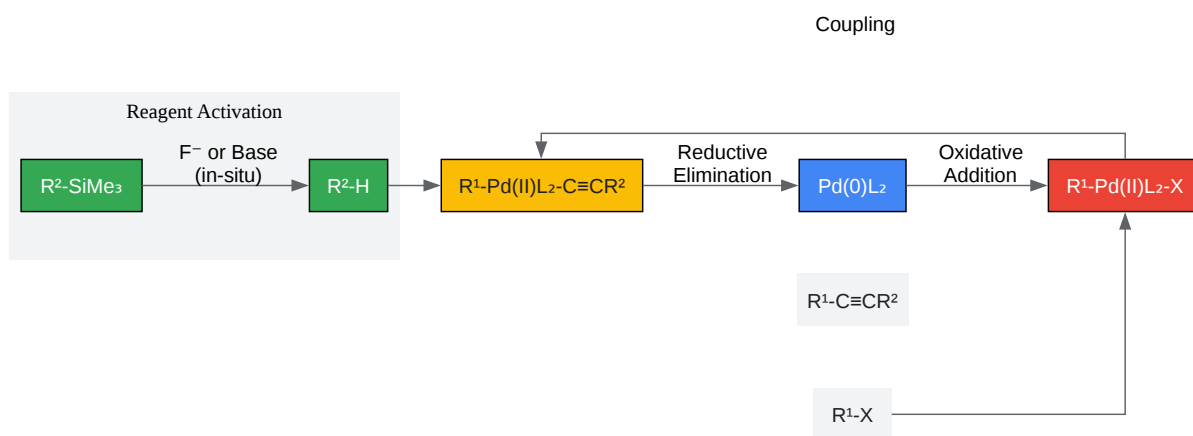 Coupling
Reagent Activation
R²-SiMe₃
F⁻ or Base
(in-situ)
R²-H
R¹-Pd(II)L₂-C≡CR²
Reductive
Elimination
Pd(0)L₂
Oxidative
Addition
R¹-Pd(II)L₂-X
R¹-C≡CR²
R¹-X